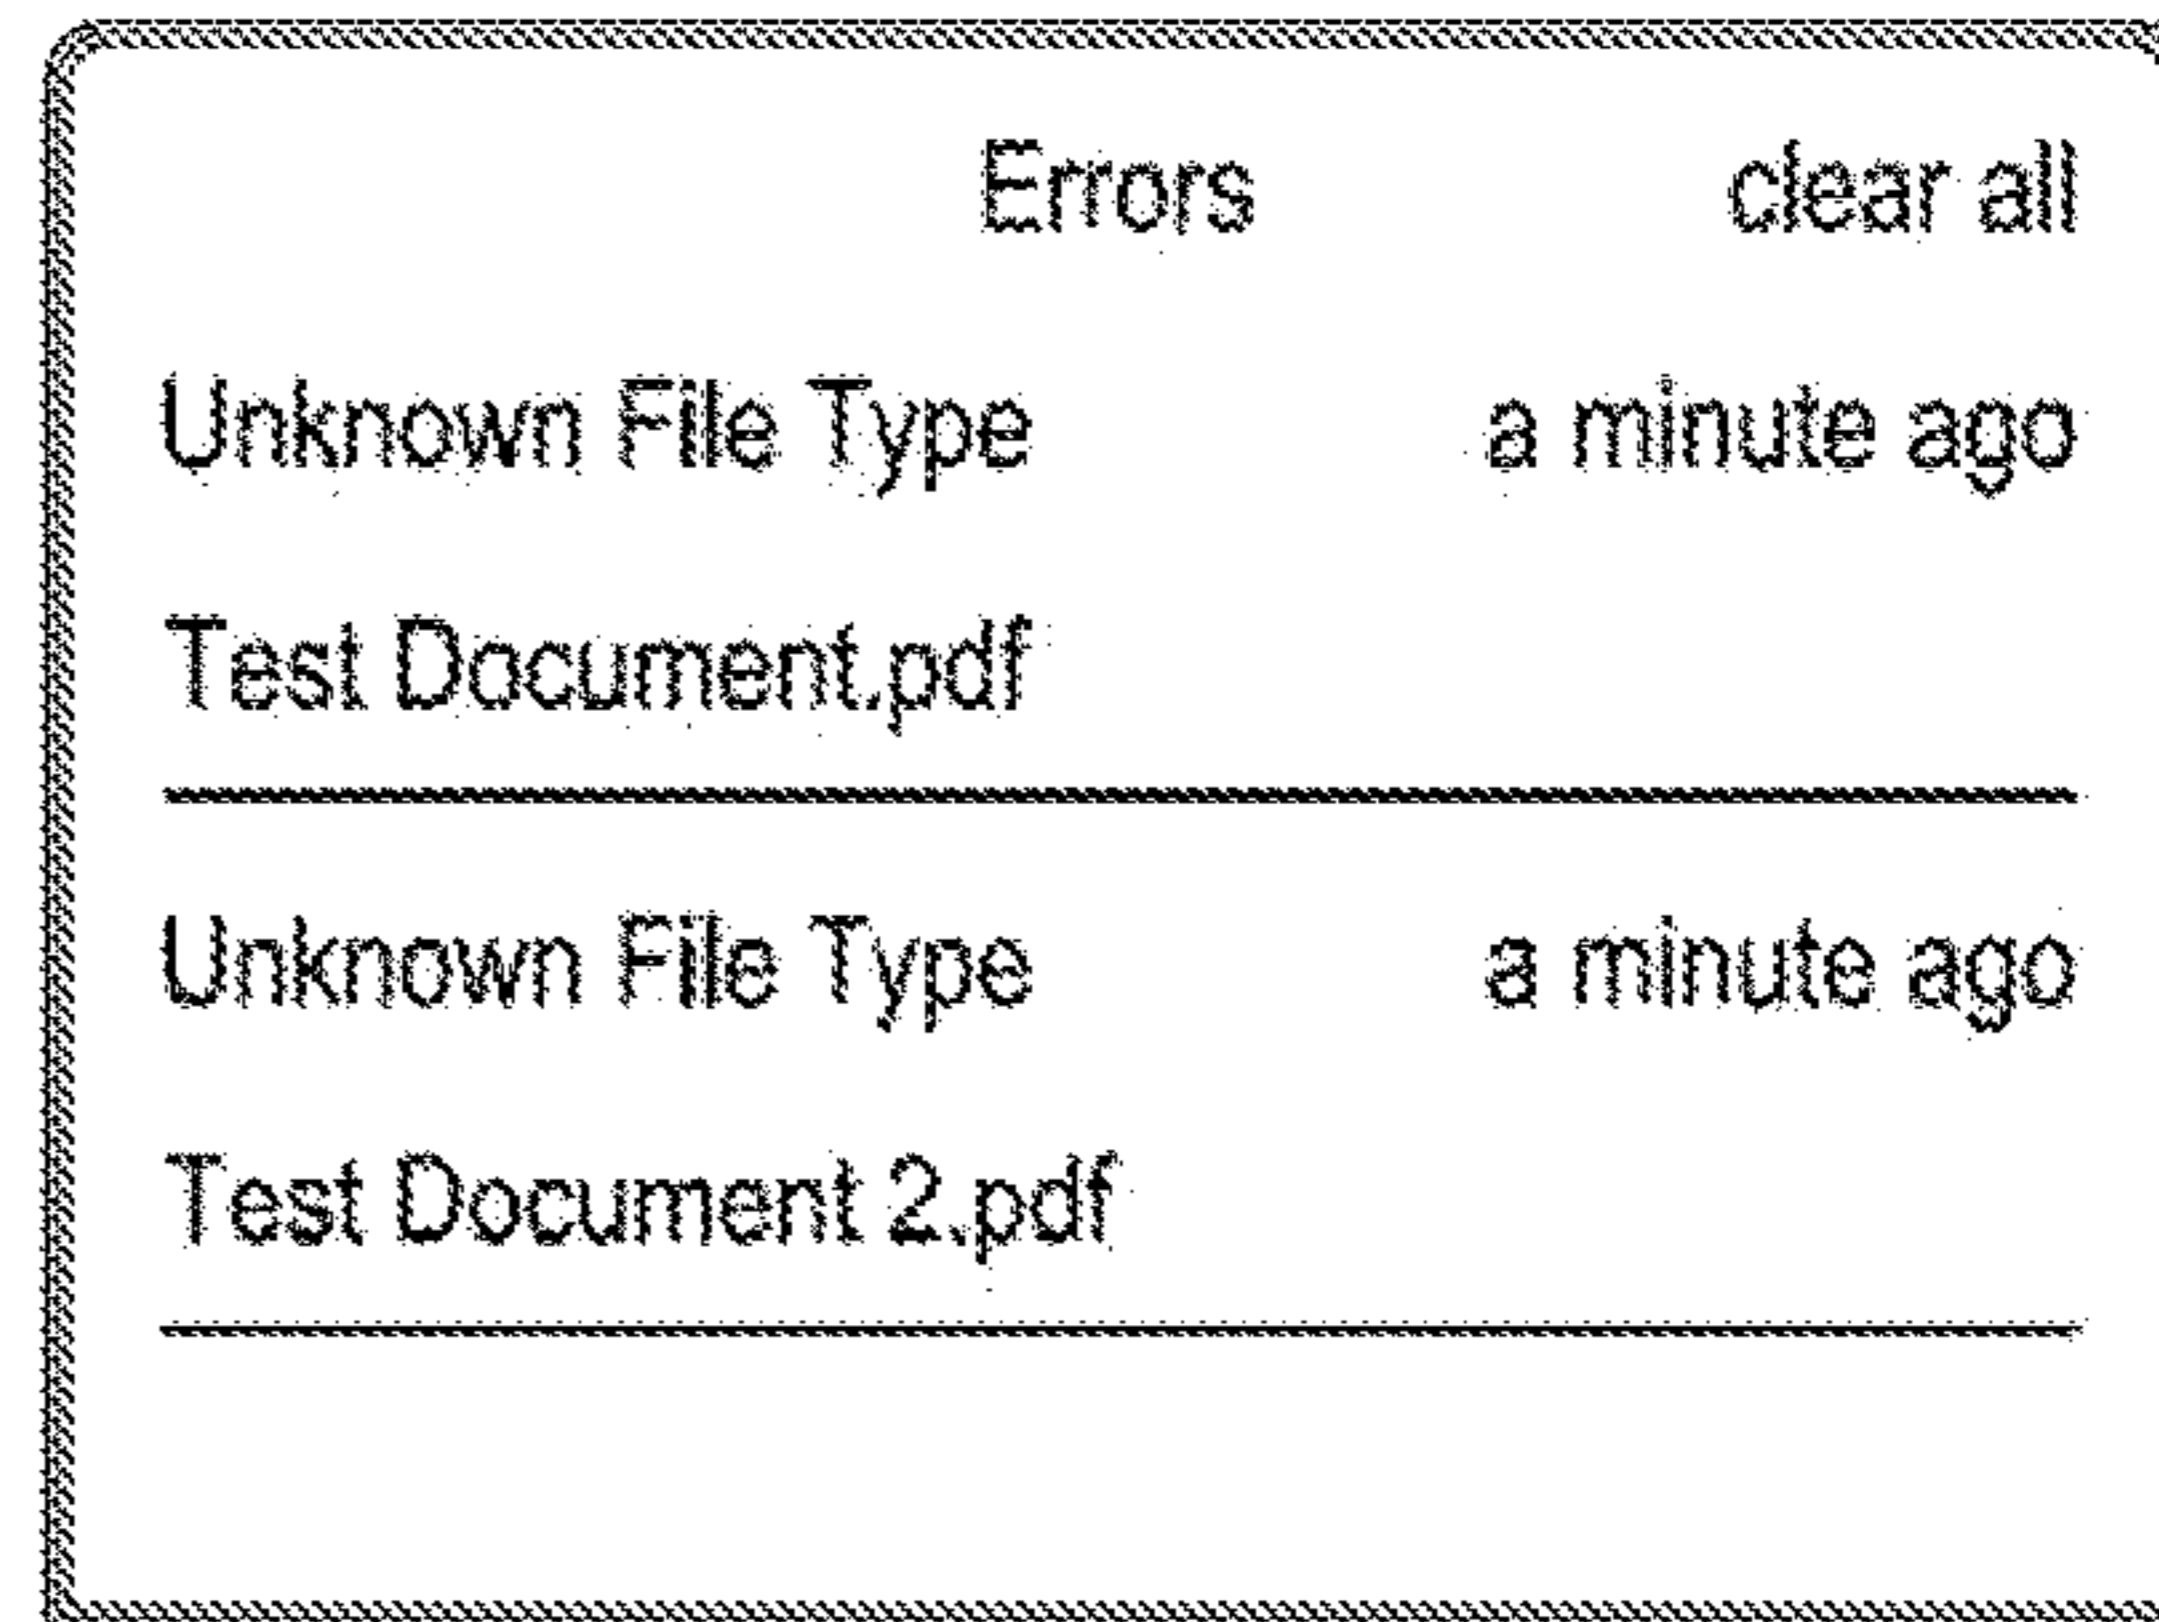 Errors clear all
Unknown File Type a minute ago
Test Document.pdf
Unknown File Type a minute ago
Test Document 2.pdf